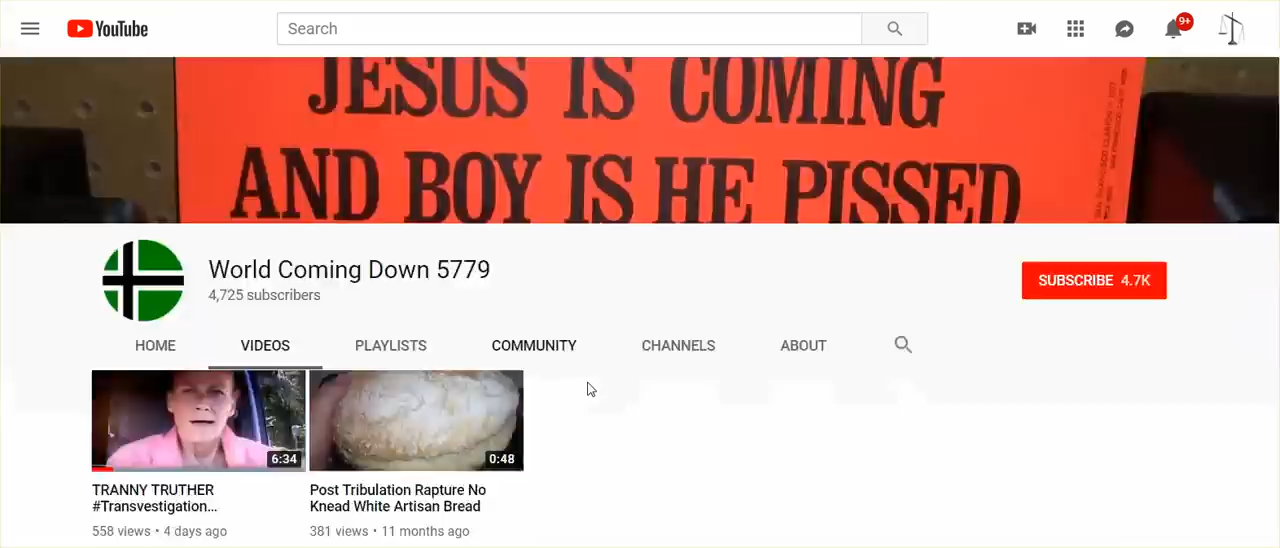 YouTube
Search
9+
JESUS IS COMING
AND BOY IS HE PISSED
World Coming Down 5779
4,725 subscribers
SUBSCRIBE 4.7K
HOME VIDEOS PLAYLISTS COMMUNITY CHANNELS ABOUT
6:34
0:48
TRANNY TRUTHER
#Transvestigation...
558 views • 4 days ago
Post Tribulation Rapture No
Knead White Artisan Bread
381 views • 11 months ago